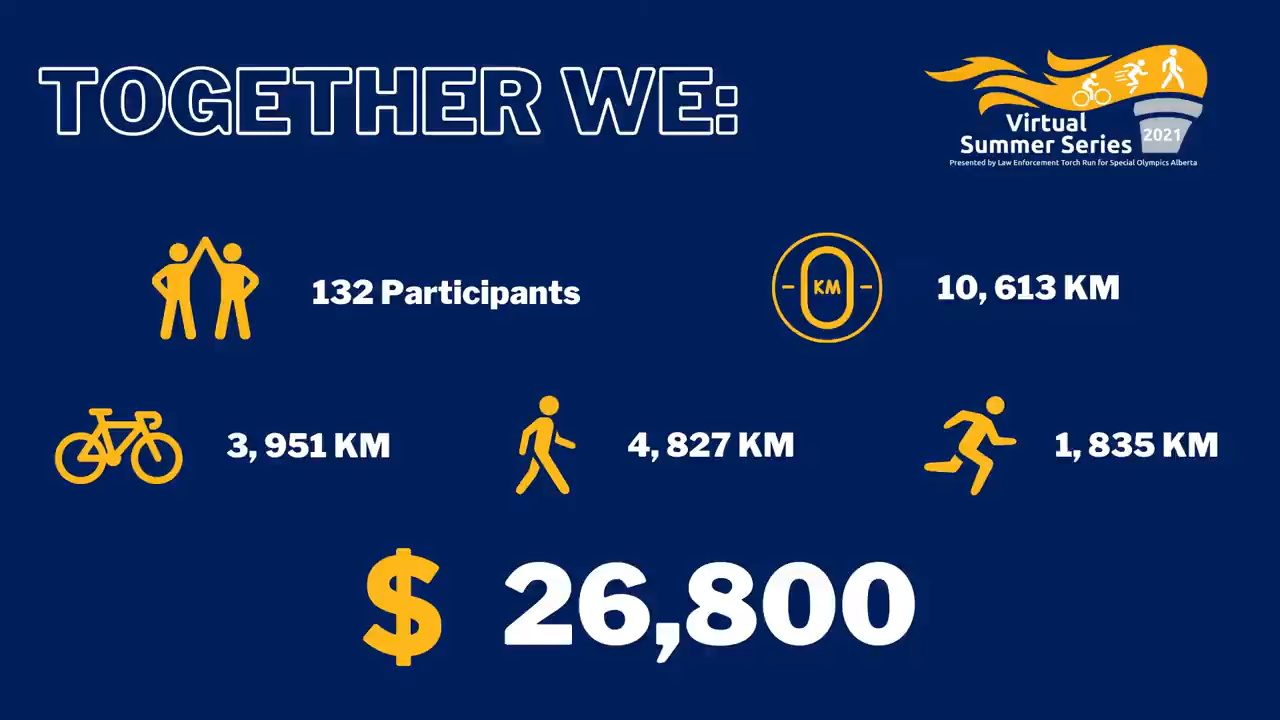 TOGETHER WE:
Virtual
Summer Series
2021
Presented by Law Enforcement Torch Run for Special Olympics Alberta
132 Participants
KM
10, 613 KM
3, 951 KM
4, 827 KM
1, 835 KM
$ 26,800